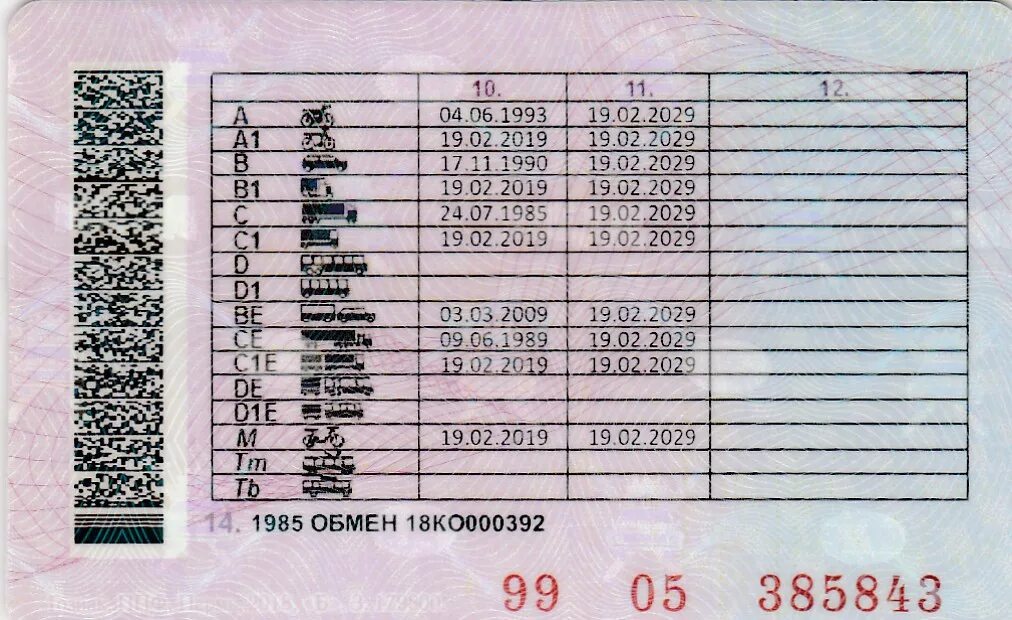 10. 11. 12.
A 04.06.1993 19.02.2029
A1 19.02.2019 19.02.2029
B 17.11.1990 19.02.2029
B1 19.02.2019 19.02.2029
C 24.07.1985 19.02.2029
C1 19.02.2019 19.02.2029
D
D1
BE 03.03.2009 19.02.2029
CE 09.06.1989 19.02.2029
C1E 19.02.2019 19.02.2029
DE
D1E
M 19.02.2019 19.02.2029
Tm
Tb
14. 1985 ОБМЕН 18КО000392
99 05 385843